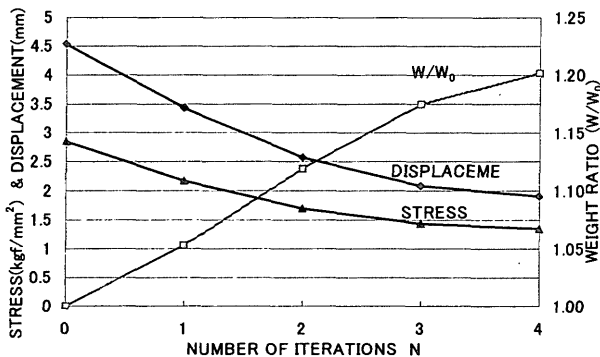 STRESS(kgf/mm²) & DISPLACEMENT(mm)
5
4.5
4
3.5
3
2.5
2
1.5
1
0.5
0
W/W₀
DISPLACEME
STRESS
1.25
1.20
1.15
1.10
1.05
1.00
WEIGHT RATIO (W/W₀)
0 1 2 3 4
NUMBER OF ITERATIONS N